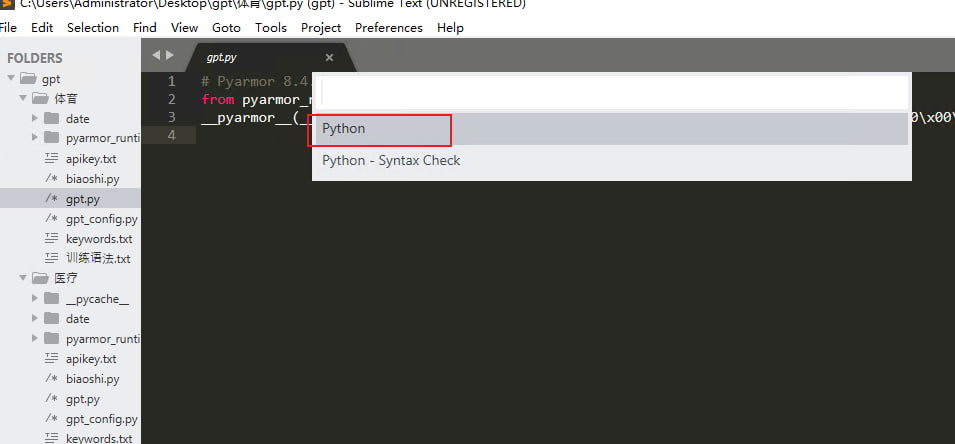 C:\Users\Administrator\Desktop\gpt\体育\gpt.py (gpt) - Sublime Text (UNREGISTERED)
File Edit Selection Find View Goto Tools Project Preferences Help
FOLDERS
gpt
体育
date
pyarmor_runti
apikey.txt
biaoshi.py
gpt.py
gpt_config.py
keywords.txt
训练语法.txt
医疗
__pycache__
date
pyarmor_runti
apikey.txt
biaoshi.py
gpt.py
gpt_config.py
keywords.txt
gpt.py
1 # Pyarmor 8.4.
2 from pyarmor_r
3 __pyarmor__(_ 0\x00\
4
Python
Python - Syntax Check